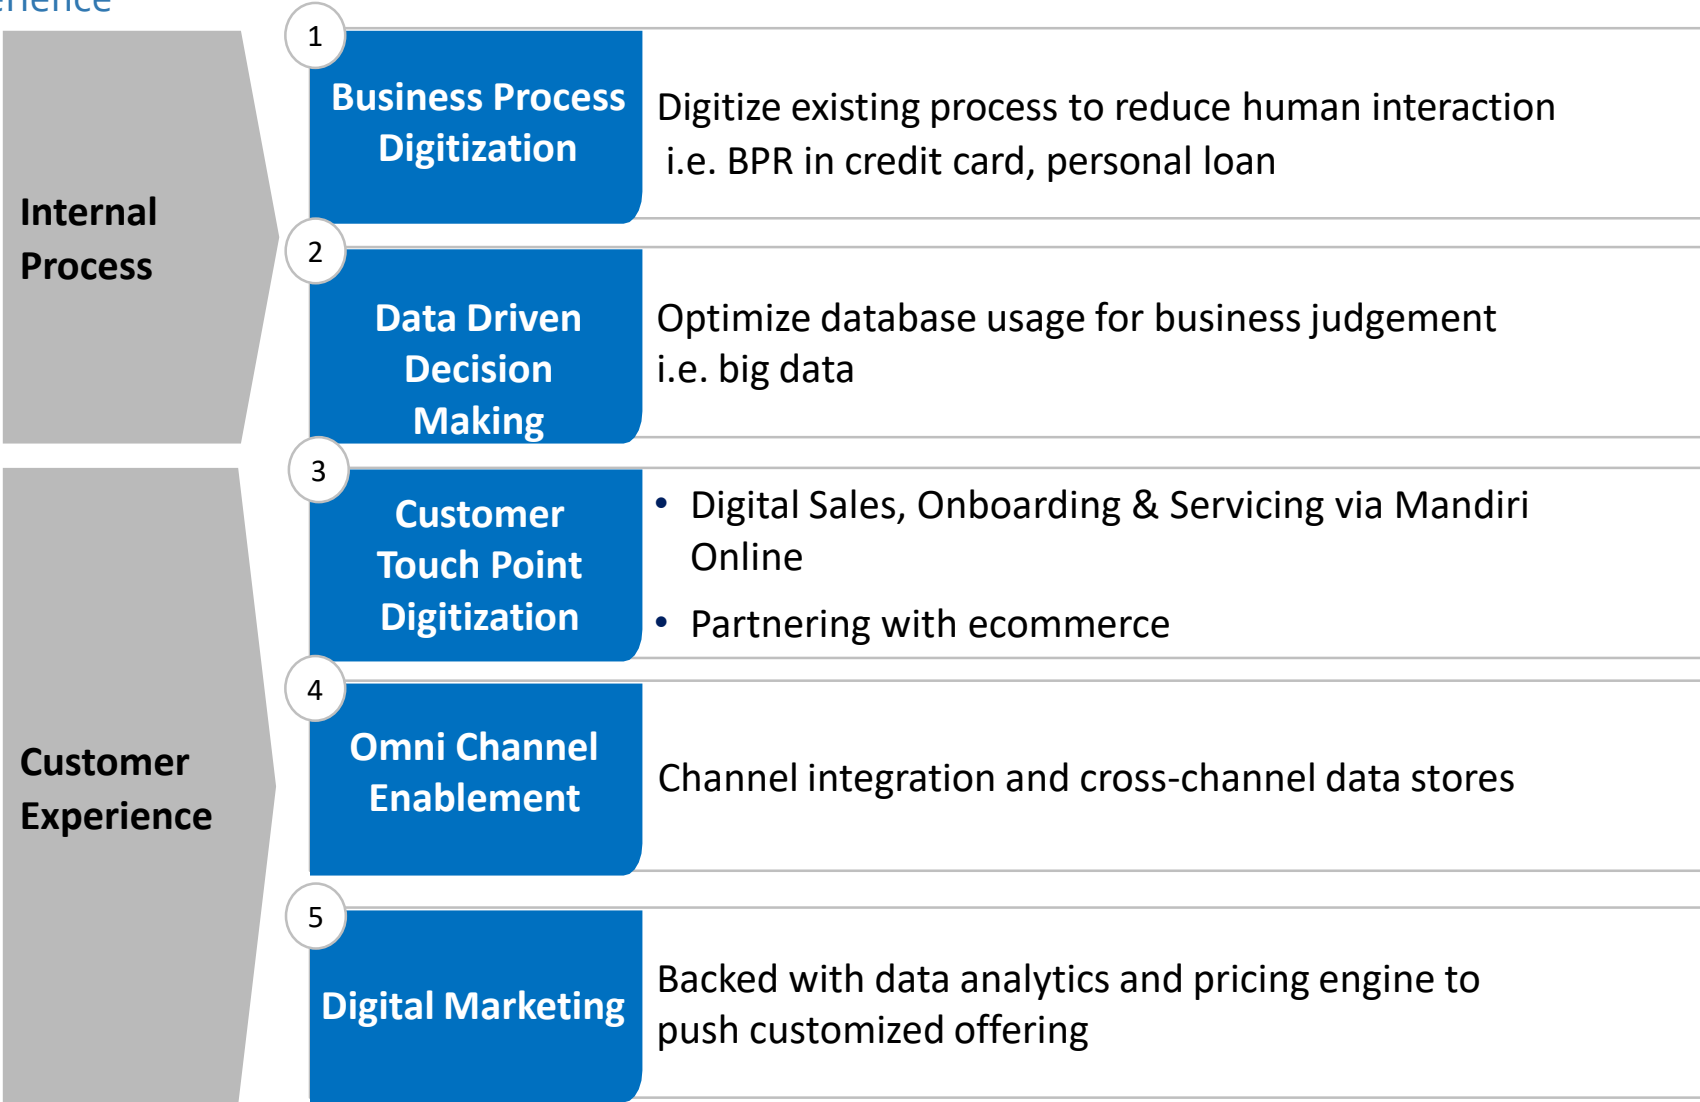 Internal
Process
1
Business Process
Digitization
Digitize existing process to reduce human interaction
i.e. BPR in credit card, personal loan
2
Data Driven
Decision
Making
Optimize database usage for business judgement
i.e. big data
Customer
Experience
3
Customer
Touch Point
Digitization
• Digital Sales, Onboarding & Servicing via Mandiri
Online
• Partnering with ecommerce
4
Omni Channel
Enablement
Channel integration and cross-channel data stores
5
Digital Marketing
Backed with data analytics and pricing engine to
push customized offering